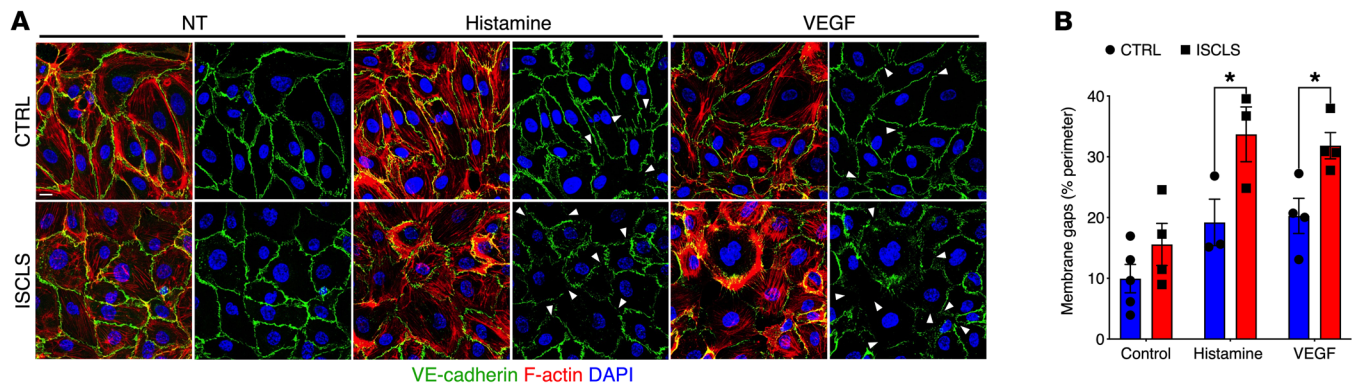 A
NT
Histamine
VEGF
CTRL
ISCLS
VE-cadherin F-actin DAPI
B
CTRL
ISCLS
Membrane gaps (% perimeter)
40
30
20
10
0
*
*
Control
Histamine
VEGF